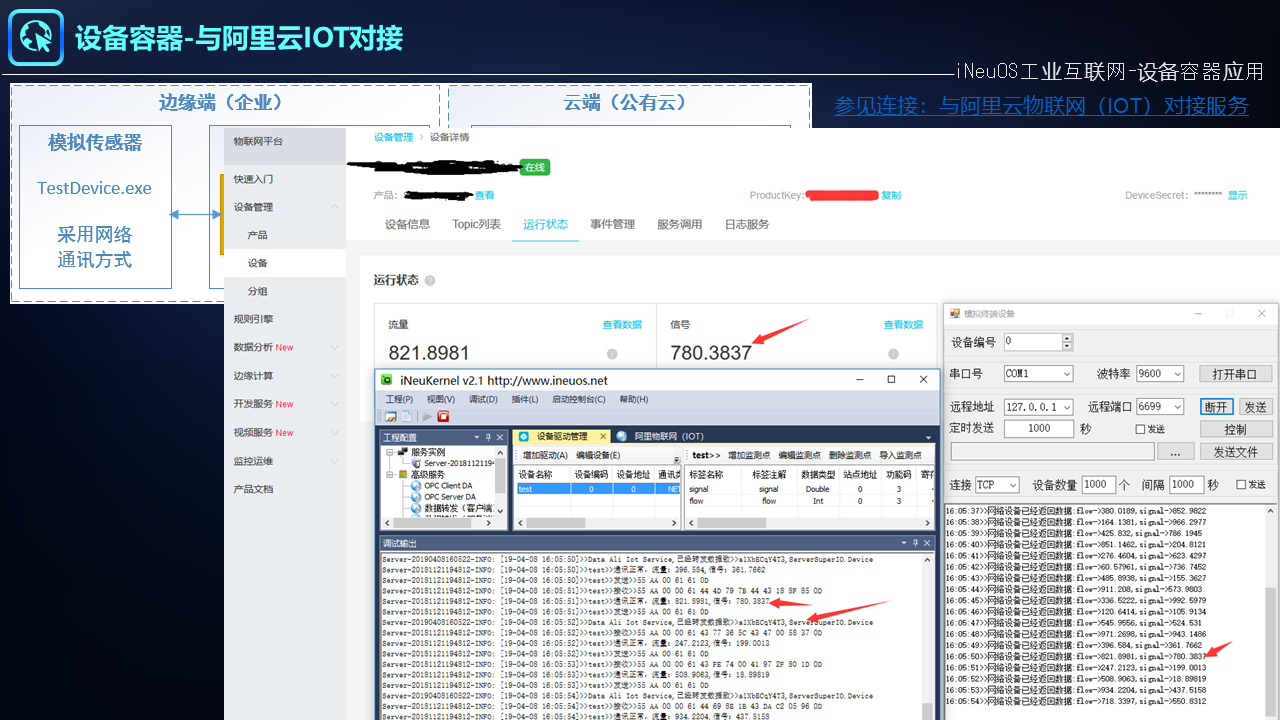 设备容器-与阿里云IOT对接
iNeuOS工业互联网-设备容器应用
参见连接：与阿里云物联网（IOT）对接服务
边缘端（企业）
云端（公有云）
模拟传感器
TestDevice.exe
采用网络
通讯方式
物联网平台
快速入门
设备管理
产品
设备
分组
规则引擎
数据分析 New
边缘计算
开发服务 New
视频服务 New
监控运维
产品文档
设备管理 > 设备详情
在线
产品： 查看 ProductKey: 复制 DeviceSecret: ******** 显示
设备信息 Topic列表 运行状态 事件管理 服务调用 日志服务
运行状态
流量 查看数据
821.8981
信号 查看数据
780.3837
iNeuKernel v2.1 http://www.ineuos.net
工程(P) 视图(V) 调试(D) 插件(L) 启动控制台(C) 帮助(H)
工程配置
服务实例
Server-20181121194
高级服务
OPC Client DA
OPC Server DA
数据转发（客户端
设备驱动管理 阿里物联网（IOT）
增加驱动(A) 编辑设备(E)
设备名称 设备编码 设备地址 通讯类
test 0 0 NET
test>> 增加监测点 编辑监测点 删除监测点 导入监测点
标签名称 标签注解 数据类型 站点地址 功能码 寄存
signal signal Double 0 3
flow flow Int 0 3
调试输出
Server-20190408160522-INFO: [19-04-08 16:05:50]>>Data Ali Iot Service,已经转发数据欧>>a1XbECqY4T3,ServerSuperIO.Device
Server-20181121194812-INFO: [19-04-08 16:05:50]>>test>>通讯正常，流量：396.584,信号：361.7662
Server-20181121194812-INFO: [19-04-08 16:05:50]>>test>>发送>>55 AA 00 61 61 0D
Server-20181121194812-INFO: [19-04-08 16:05:51]>>test>>接收>>55 AA 00 00 61 44 4D 79 7B 44 43 18 8F 85 0D
Server-20181121194812-INFO: [19-04-08 16:05:51]>>test>>通讯正常，流量：821.8981,信号：780.3837
Server-20181121194812-INFO: [19-04-08 16:05:51]>>test>>发送>>55 AA 00 61 61 0D
Server-20190408160522-INFO: [19-04-08 16:05:52]>>Data Ali Iot Service,已经转发数据欧>>a1XbECqY4T3,ServerSuperIO.Device
Server-20181121194812-INFO: [19-04-08 16:05:52]>>test>>接收>>55 AA 00 00 61 43 77 36 5C 43 47 00 58 37 0D
Server-20181121194812-INFO: [19-04-08 16:05:52]>>test>>通讯正常，流量：247.2123,信号：199.0013
Server-20181121194812-INFO: [19-04-08 16:05:52]>>test>>发送>>55 AA 00 61 61 0D
Server-20181121194812-INFO: [19-04-08 16:05:53]>>test>>接收>>55 AA 00 00 61 43 FE 74 00 41 97 2F 80 1D 0D
Server-20181121194812-INFO: [19-04-08 16:05:53]>>test>>通讯正常，流量：508.9063,信号：18.89819
Server-20181121194812-INFO: [19-04-08 16:05:53]>>test>>发送>>55 AA 00 61 61 0D
Server-20190408160522-INFO: [19-04-08 16:05:54]>>Data Ali Iot Service,已经转发数据欧>>a1XbECqY4T3,ServerSuperIO.Device
Server-20181121194812-INFO: [19-04-08 16:05:54]>>test>>接收>>55 AA 00 00 61 44 69 8E 1B 43 DA C2 05 96 0D
Server-20181121194812-INFO: [19-04-08 16:05:54]>>test>>通讯正常，流量：934.2204,信号：437.5158
模拟终端设备
设备编号 0
串口号 COM1 波特率 9600 打开串口
远程地址 127.0.0.1 远程端口 6699 断开 发送
定时发送 1000 秒 发送 控制
... 发送文件
连接 TCP 设备数量 1000 个 间隔 1000 秒 发送
16:05:37>>网络设备已经返回数据:flow->380.0189,signal->852.9822
16:05:38>>网络设备已经返回数据:flow->164.1381,signal->966.2977
16:05:39>>网络设备已经返回数据:flow->425.832,signal->786.1945
16:05:40>>网络设备已经返回数据:flow->851.1462,signal->204.8121
16:05:41>>网络设备已经返回数据:flow->276.4604,signal->623.4297
16:05:42>>网络设备已经返回数据:flow->60.57961,signal->736.7452
16:05:43>>网络设备已经返回数据:flow->485.8938,signal->155.3627
16:05:44>>网络设备已经返回数据:flow->911.208,signal->573.9803
16:05:45>>网络设备已经返回数据:flow->336.5222,signal->992.5979
16:05:46>>网络设备已经返回数据:flow->120.6414,signal->105.9134
16:05:47>>网络设备已经返回数据:flow->545.9556,signal->524.531
16:05:48>>网络设备已经返回数据:flow->971.2698,signal->943.1486
16:05:49>>网络设备已经返回数据:flow->396.584,signal->361.7662
16:05:50>>网络设备已经返回数据:flow->821.8981,signal->780.3837
16:05:51>>网络设备已经返回数据:flow->247.2123,signal->199.0013
16:05:52>>网络设备已经返回数据:flow->508.9063,signal->18.89819
16:05:53>>网络设备已经返回数据:flow->934.2204,signal->437.5158
16:05:54>>网络设备已经返回数据:flow->718.3397,signal->550.8312